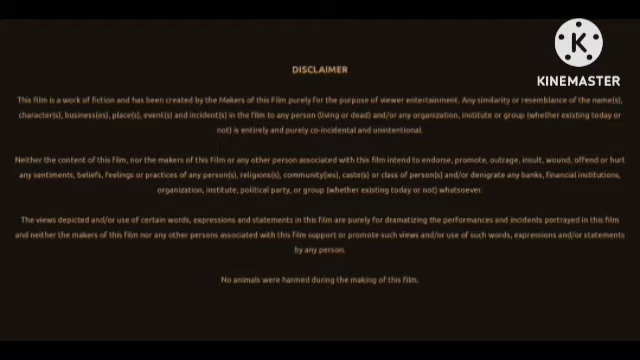 KINEMASTER
DISCLAIMER
This film is a work of fiction and has been created by the Makers of this Film purely for the purpose of viewer entertainment. Any similarity or resemblance of the name(s),
character(s), business(es), place(s), event(s) and incident(s) in the film to any person (living or dead) and/or any organization, institute or group (whether existing today or
not) is entirely and purely co-incidental and unintentional.
Neither the content of this film, nor the makers of this Film or any other person associated with this film intend to endorse, promote, outrage, insult, wound, offend or hurt
any sentiments, beliefs, feelings or practices of any person(s), religions(s), community(ies), caste(s) or class of person(s) and/or denigrate any banks, financial institutions,
organization, institute, political party, or group (whether existing today or not) whatsoever.
The views depicted and/or use of certain words, expressions and statements in this film are purely for dramatizing the performances and incidents portrayed in this film
and neither the makers of this film nor any other persons associated with this film support or promote such views and/or use of such words, expressions and/or statements
by any person.
No animals were harmed during the making of this film.